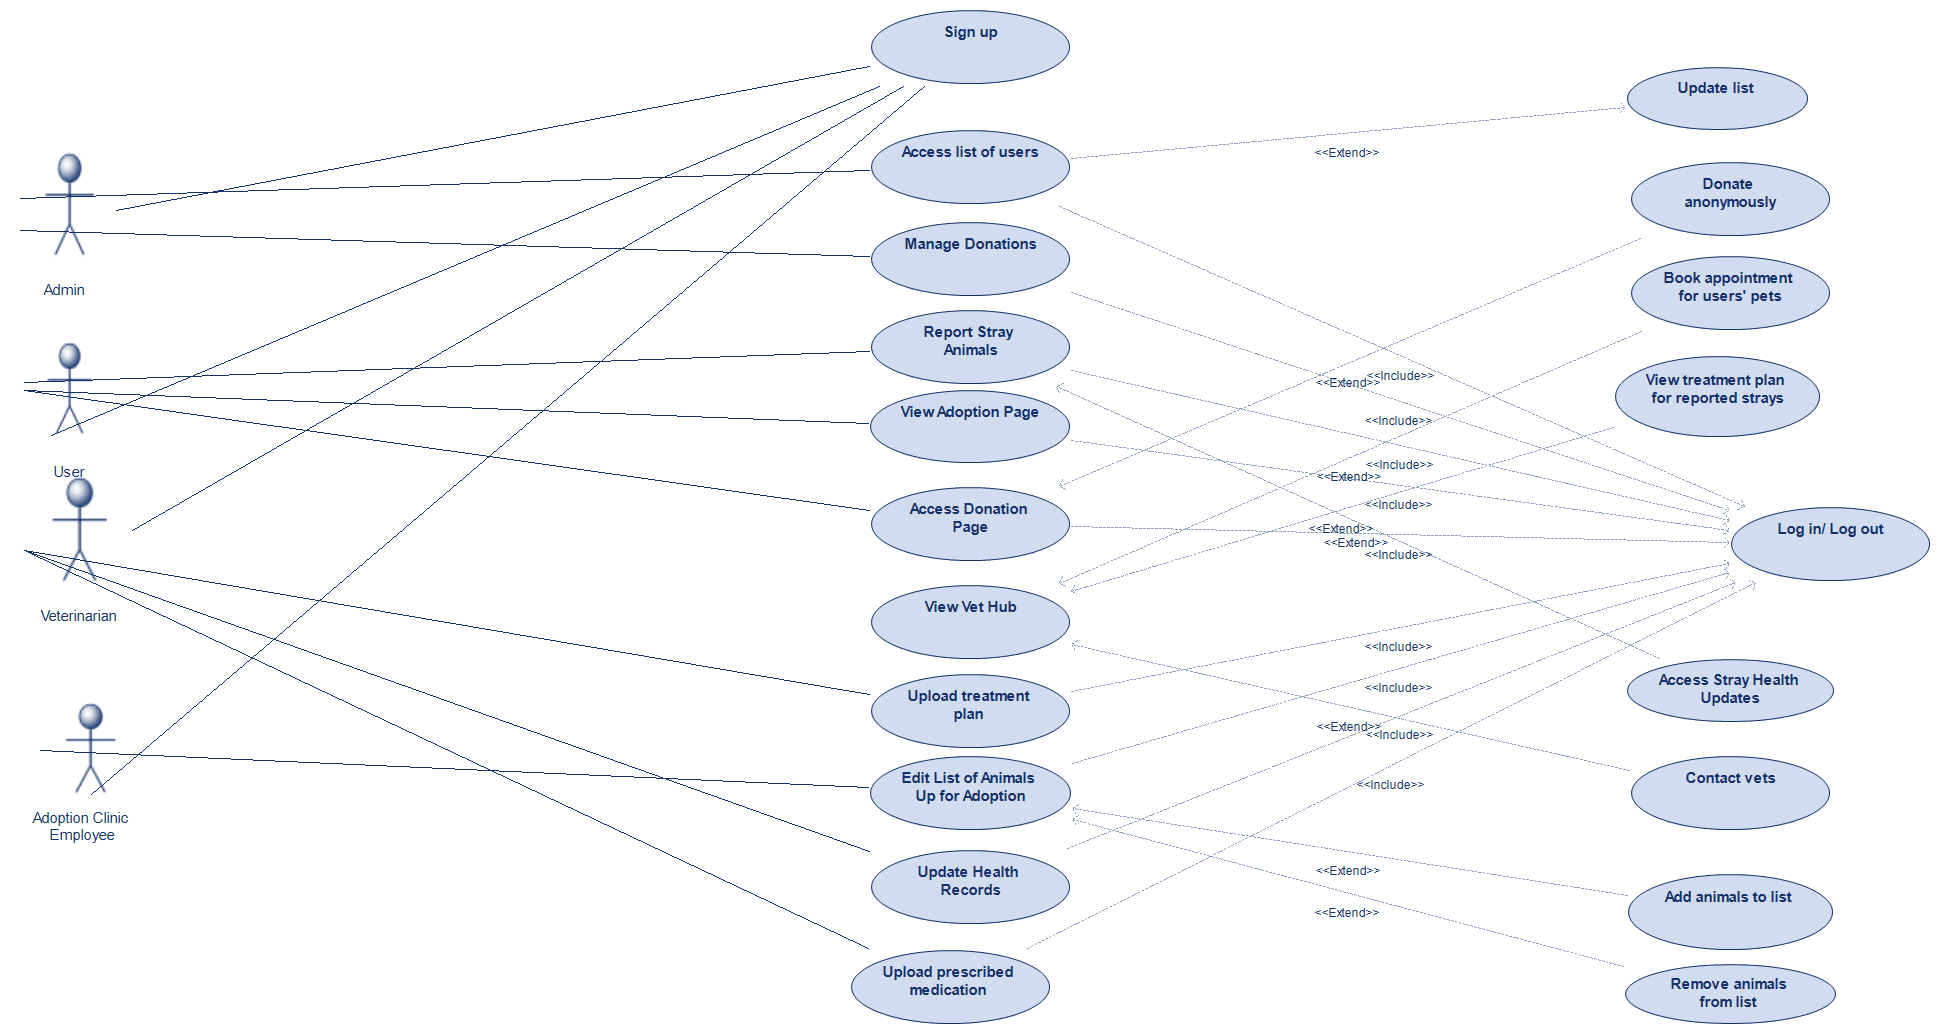 Sign up
Update list
Access list of users
<<Extend>>
Donate
anonymously
Manage Donations
Book appointment
for users' pets
Admin
Report Stray
Animals
<<Include>>
<<Extend>>
View treatment plan
for reported strays
View Adoption Page
<<Include>>
User
<<Include>>
<<Extend>>
<<Include>>
Access Donation
Page
<<Extend>>
Log in/ Log out
<<Extend>>
<<Include>>
Veterinarian
View Vet Hub
<<Include>>
Access Stray Health
Updates
<<Include>>
Upload treatment
plan
<<Extend>>
<<Include>>
Contact vets
Edit List of Animals
Up for Adoption
<<Include>>
Adoption Clinic
Employee
Update Health
Records
<<Extend>>
Add animals to list
<<Extend>>
Upload prescribed
medication
Remove animals
from list